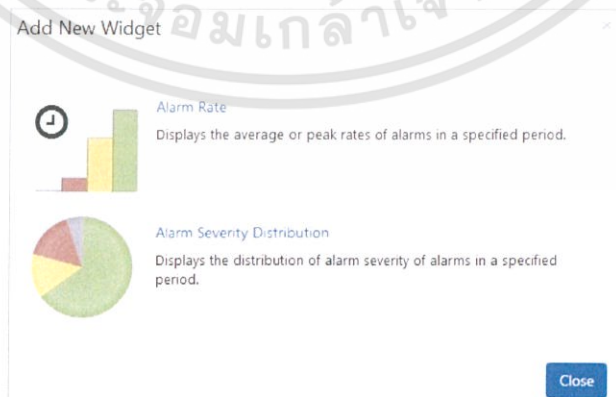 Add New Widget
Alarm Rate
Displays the average or peak rates of alarms in a specified period.
Alarm Severity Distribution
Displays the distribution of alarm severity of alarms in a specified
period.
Close